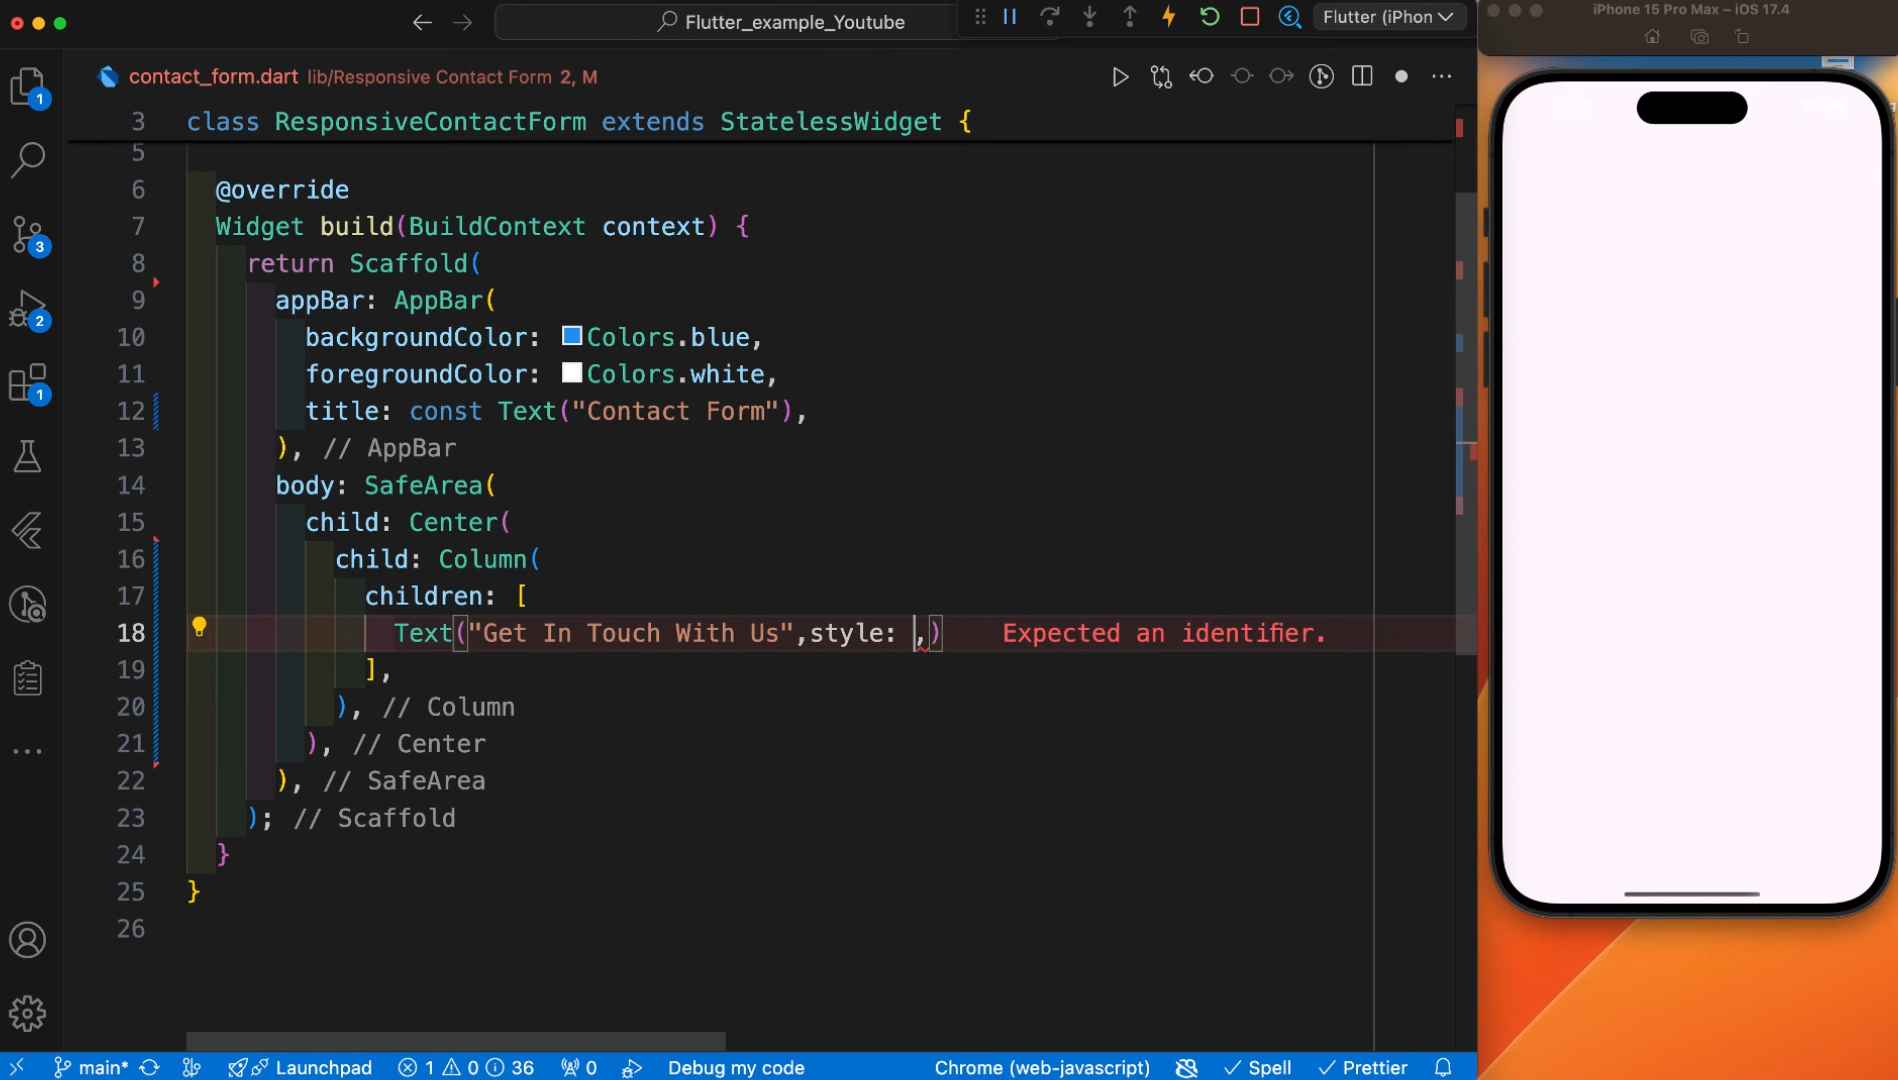 Flutter_example_Youtube
Flutter (iPhon
iPhone 15 Pro Max – iOS 17.4
contact_form.dart lib/Responsive Contact Form 2, M
3 class ResponsiveContactForm extends StatelessWidget {
5
6 @override
7 Widget build(BuildContext context) {
8 return Scaffold(
9 appBar: AppBar(
10 backgroundColor: Colors.blue,
11 foregroundColor: Colors.white,
12 title: const Text("Contact Form"),
13 ), // AppBar
14 body: SafeArea(
15 child: Center(
16 child: Column(
17 children: [
18 Text("Get In Touch With Us",style: ,) Expected an identifier.
19 ],
20 ), // Column
21 ), // Center
22 ), // SafeArea
23 ); // Scaffold
24 }
25 }
26
1
3
2
1
main* Launchpad 1 0 36 0 Debug my code Chrome (web-javascript) Spell Prettier